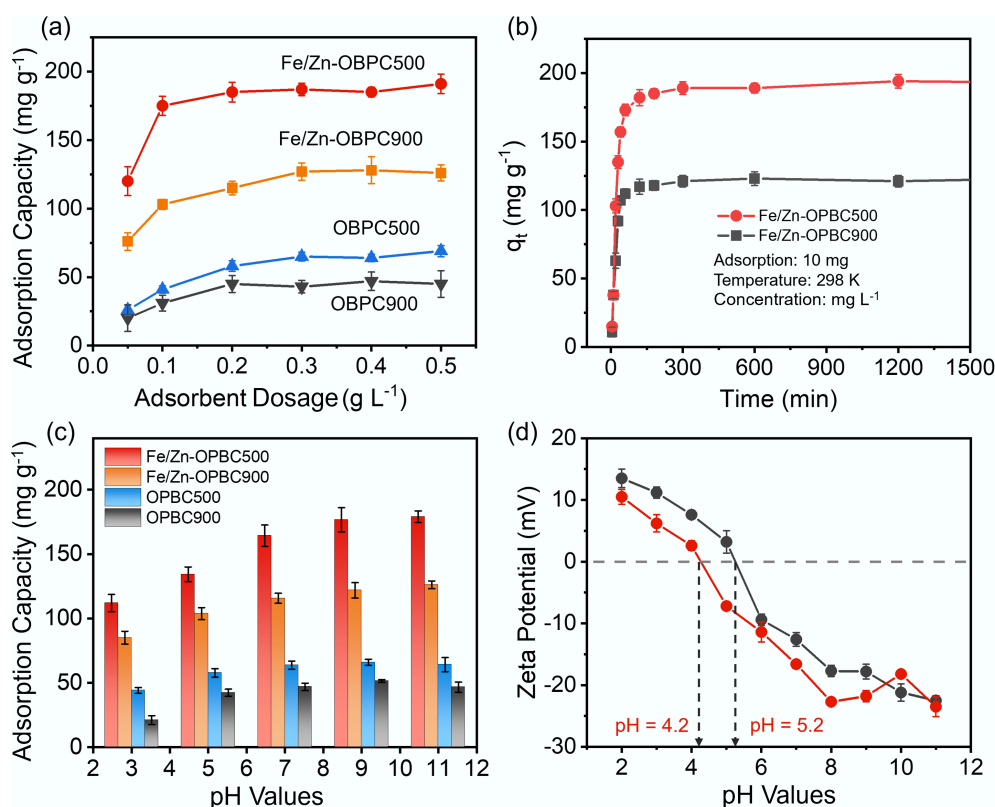 (a)
Adsorption Capacity (mg g-1)
200
150
100
50
0
Fe/Zn-OBPC500
Fe/Zn-OBPC900
OBPC500
OBPC900
0.0 0.1 0.2 0.3 0.4 0.5
Adsorbent Dosage (g L-1)
(b)
qt (mg g-1)
200
150
100
50
0
Fe/Zn-OPBC500
Fe/Zn-OPBC900
Adsorption: 10 mg
Temperature: 298 K
Concentration: mg L-1
0 300 600 900 1200 1500
Time (min)
(c)
Adsorption Capacity (mg g-1)
200
150
100
50
0
Fe/Zn-OPBC500
Fe/Zn-OPBC900
OPBC500
OPBC900
2 3 4 5 6 7 8 9 10 11 12
pH Values
(d)
Zeta Potential (mV)
20
10
0
-10
-20
-30
pH = 4.2
pH = 5.2
2 4 6 8 10 12
pH Values